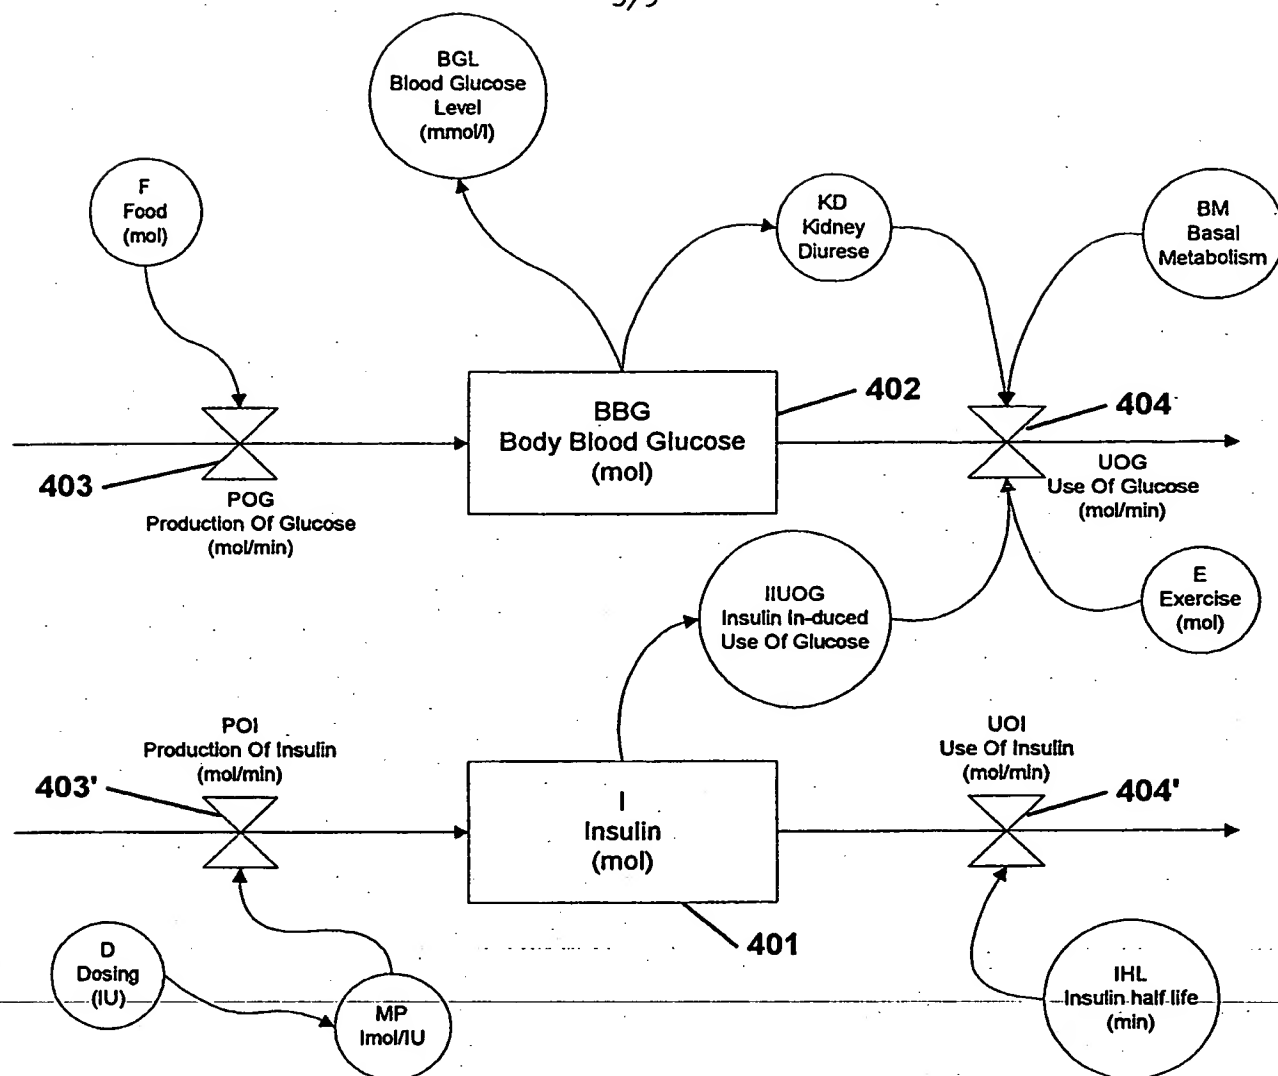 5/5
BGL
Blood Glucose
Level
(mmol/l)
F
Food
(mol)
KD
Kidney
Diurese
BM
Basal
Metabolism
402
404
BBG
Body Blood Glucose
(mol)
403
POG
Production Of Glucose
(mol/min)
UOG
Use Of Glucose
(mol/min)
IIUOG
Insulin In-duced
Use Of Glucose
E
Exercise
(mol)
POI
Production Of Insulin
(mol/min)
UOI
Use Of Insulin
(mol/min)
403'
404'
I
Insulin
(mol)
401
D
Dosing
(IU)
MP
Imol/IU
IHL
Insulin half life
(min)